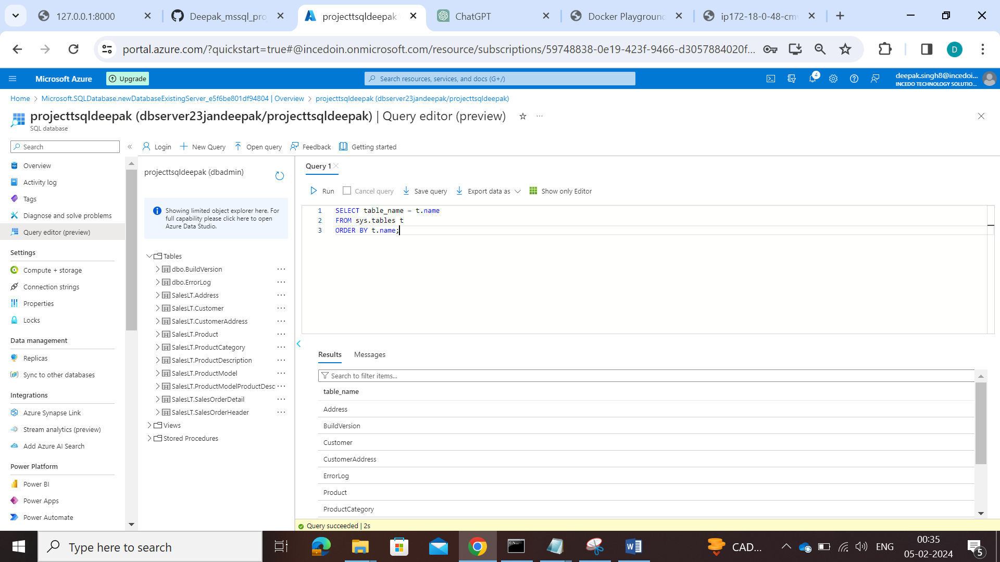 127.0.0.1:8000
Deepak_mssql_pro
projecttsqldeepak
ChatGPT
Docker Playground
ip172-18-0-48-cm
portal.azure.com/?quickstart=true#@incedoin.onmicrosoft.com/resource/subscriptions/59748838-0e19-423f-9466-d3057884020f...
D
Microsoft Azure
Upgrade
Search resources, services, and docs (G+/)
4
deepak.singh8@incedoi...
INCEDO TECHNOLOGY SOLUTIO...
Home > Microsoft.SQLDatabase.newDatabaseExistingServer_e5f6be801df94804 | Overview > projecttsqldeepak (dbserver23jandeepak/projecttsqldeepak)
projecttsqldeepak (dbserver23jandeepak/projecttsqldeepak) | Query editor (preview)
SQL database
Search
Login
New Query
Open query
Feedback
Getting started
Overview
Activity log
Tags
Diagnose and solve problems
Query editor (preview)
Settings
Compute + storage
Connection strings
Properties
Locks
Data management
Replicas
Sync to other databases
Integrations
Azure Synapse Link
Stream analytics (preview)
Add Azure AI Search
Power Platform
Power BI
Power Apps
Power Automate
projecttsqldeepak (dbadmin)
Showing limited object explorer here. For
full capability please click here to open
Azure Data Studio.
Tables
dbo.BuildVersion
dbo.ErrorLog
SalesLT.Address
SalesLT.Customer
SalesLT.CustomerAddress
SalesLT.Product
SalesLT.ProductCategory
SalesLT.ProductDescription
SalesLT.ProductModel
SalesLT.ProductModelProductDesc
SalesLT.SalesOrderDetail
SalesLT.SalesOrderHeader
Views
Stored Procedures
Query 1
Run
Cancel query
Save query
Export data as
Show only Editor
1 SELECT table_name = t.name
2 FROM sys.tables t
3 ORDER BY t.name;
Results
Messages
Search to filter items...
table_name
Address
BuildVersion
Customer
CustomerAddress
ErrorLog
Product
ProductCategory
Query succeeded | 2s
Type here to search
CAD...
ENG
00:35
05-02-2024
5